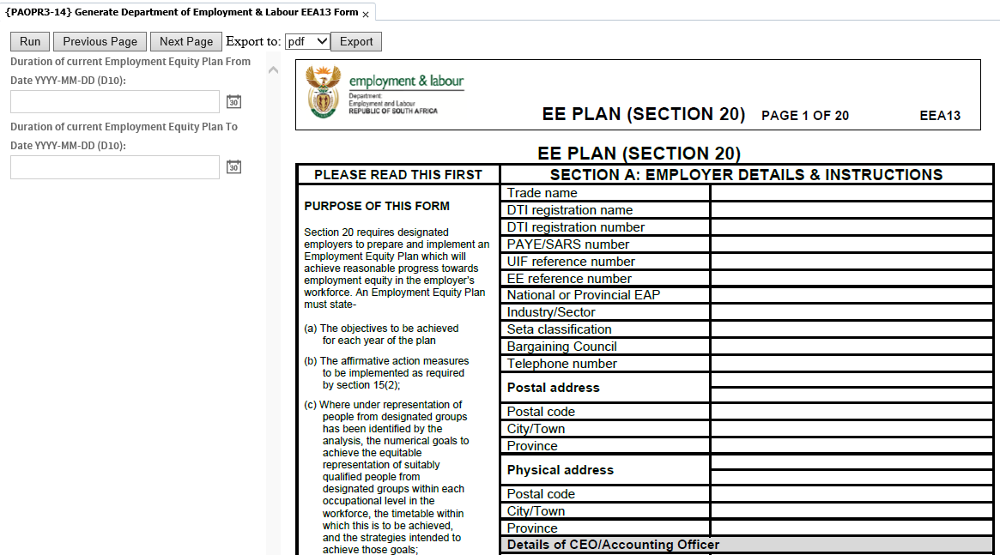 {PAOPR3-14} Generate Department of Employment & Labour EEA13 Form x
Run Previous Page Next Page Export to: pdf Export
Duration of current Employment Equity Plan From
Date YYYY-MM-DD (D10):
30
Duration of current Employment Equity Plan To
Date YYYY-MM-DD (D10):
30
employment & labour
Department:
Employment and Labour
REPUBLIC OF SOUTH AFRICA
EE PLAN (SECTION 20) PAGE 1 OF 20 EEA13
EE PLAN (SECTION 20)
PLEASE READ THIS FIRST
PURPOSE OF THIS FORM
Section 20 requires designated
employers to prepare and implement an
Employment Equity Plan which will
achieve reasonable progress towards
employment equity in the employer's
workforce. An Employment Equity Plan
must state-
(a) The objectives to be achieved
for each year of the plan
(b) The affirmative action measures
to be implemented as required
by section 15(2);
(c) Where under representation of
people from designated groups
has been identified by the
analysis, the numerical goals to
achieve the equitable
representation of suitably
qualified people from
designated groups within each
occupational level in the
workforce, the timetable within
which this is to be achieved,
and the strategies intended to
achieve those goals;
SECTION A: EMPLOYER DETAILS & INSTRUCTIONS
Trade name
DTI registration name
DTI registration number
PAYE/SARS number
UIF reference number
EE reference number
National or Provincial EAP
Industry/Sector
Seta classification
Bargaining Council
Telephone number
Postal address
Postal code
City/Town
Province
Physical address
Postal code
City/Town
Province
Details of CEO/Accounting Officer